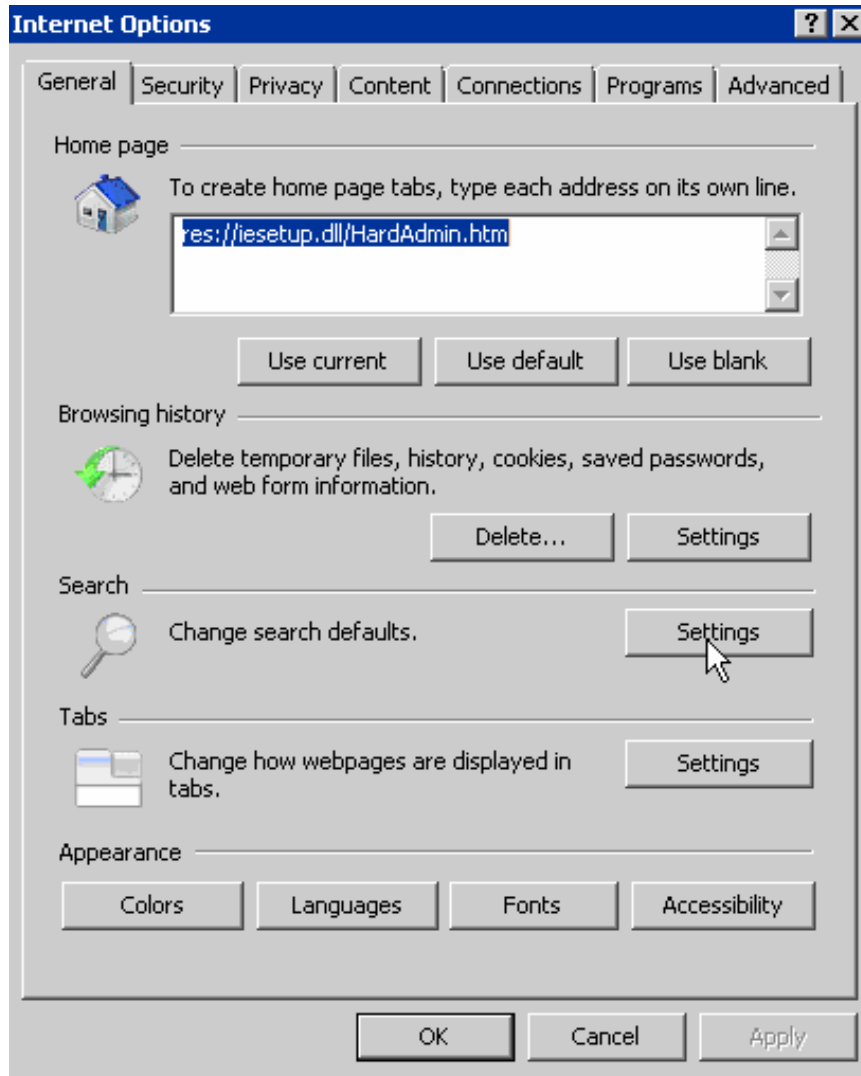 Internet Options
General Security Privacy Content Connections Programs Advanced
Home page
To create home page tabs, type each address on its own line.
res://iesetup.dll/HardAdmin.htm
Use current Use default Use blank
Browsing history
Delete temporary files, history, cookies, saved passwords,
and web form information.
Delete... Settings
Search
Change search defaults. Settings
Tabs
Change how webpages are displayed in Settings
tabs.
Appearance
Colors Languages Fonts Accessibility
OK Cancel Apply